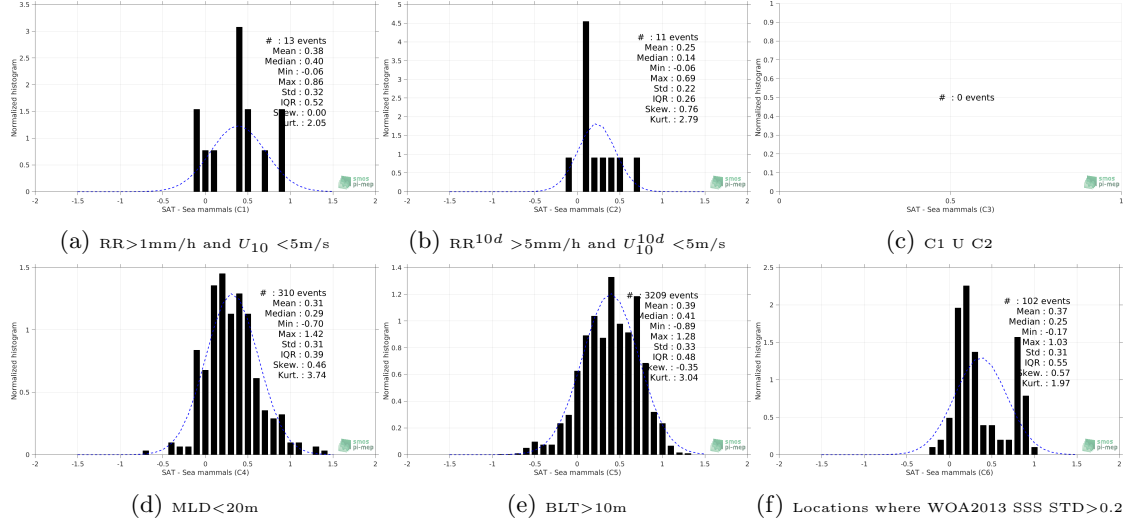 # : 13 events
Mean : 0.38
Median : 0.40
Min : -0.06
Max : 0.86
Std : 0.32
IQR : 0.52
Skew. : 0.00
Kurt. : 2.05
Normalized histogram
0 0.5 1 1.5 2 2.5 3 3.5
-2 -1.5 -1 -0.5 0 0.5 1 1.5 2
SAT - Sea mammals (C1)
smos
pi-mep
(a) RR>1mm/h and U10 <5m/s
# : 11 events
Mean : 0.25
Median : 0.14
Min : -0.06
Max : 0.69
Std : 0.22
IQR : 0.26
Skew. : 0.76
Kurt. : 2.79
Normalized histogram
0 0.5 1 1.5 2 2.5 3 3.5 4 4.5 5
-2 -1.5 -1 -0.5 0 0.5 1 1.5 2
SAT - Sea mammals (C2)
smos
pi-mep
(b) RR10d >5mm/h and U10d10 <5m/s
# : 0 events
Normalized histogram
0 0.1 0.2 0.3 0.4 0.5 0.6 0.7 0.8 0.9 1
0 0.5 1
SAT - Sea mammals (C3)
smos
pi-mep
(c) C1 U C2
# : 310 events
Mean : 0.31
Median : 0.29
Min : -0.70
Max : 1.42
Std : 0.31
IQR : 0.39
Skew. : 0.46
Kurt. : 3.74
Normalized histogram
0 0.5 1 1.5
-2 -1.5 -1 -0.5 0 0.5 1 1.5 2
SAT - Sea mammals (C4)
smos
pi-mep
(d) MLD<20m
# : 3209 events
Mean : 0.39
Median : 0.41
Min : -0.89
Max : 1.28
Std : 0.33
IQR : 0.48
Skew. : -0.35
Kurt. : 3.04
Normalized histogram
0 0.2 0.4 0.6 0.8 1 1.2 1.4
-2 -1.5 -1 -0.5 0 0.5 1 1.5 2
SAT - Sea mammals (C5)
smos
pi-mep
(e) BLT>10m
# : 102 events
Mean : 0.37
Median : 0.25
Min : -0.17
Max : 1.03
Std : 0.31
IQR : 0.55
Skew. : 0.57
Kurt. : 1.97
Normalized histogram
0 0.5 1 1.5 2 2.5
-2 -1.5 -1 -0.5 0 0.5 1 1.5 2
SAT - Sea mammals (C6)
smos
pi-mep
(f) Locations where WOA2013 SSS STD>0.2